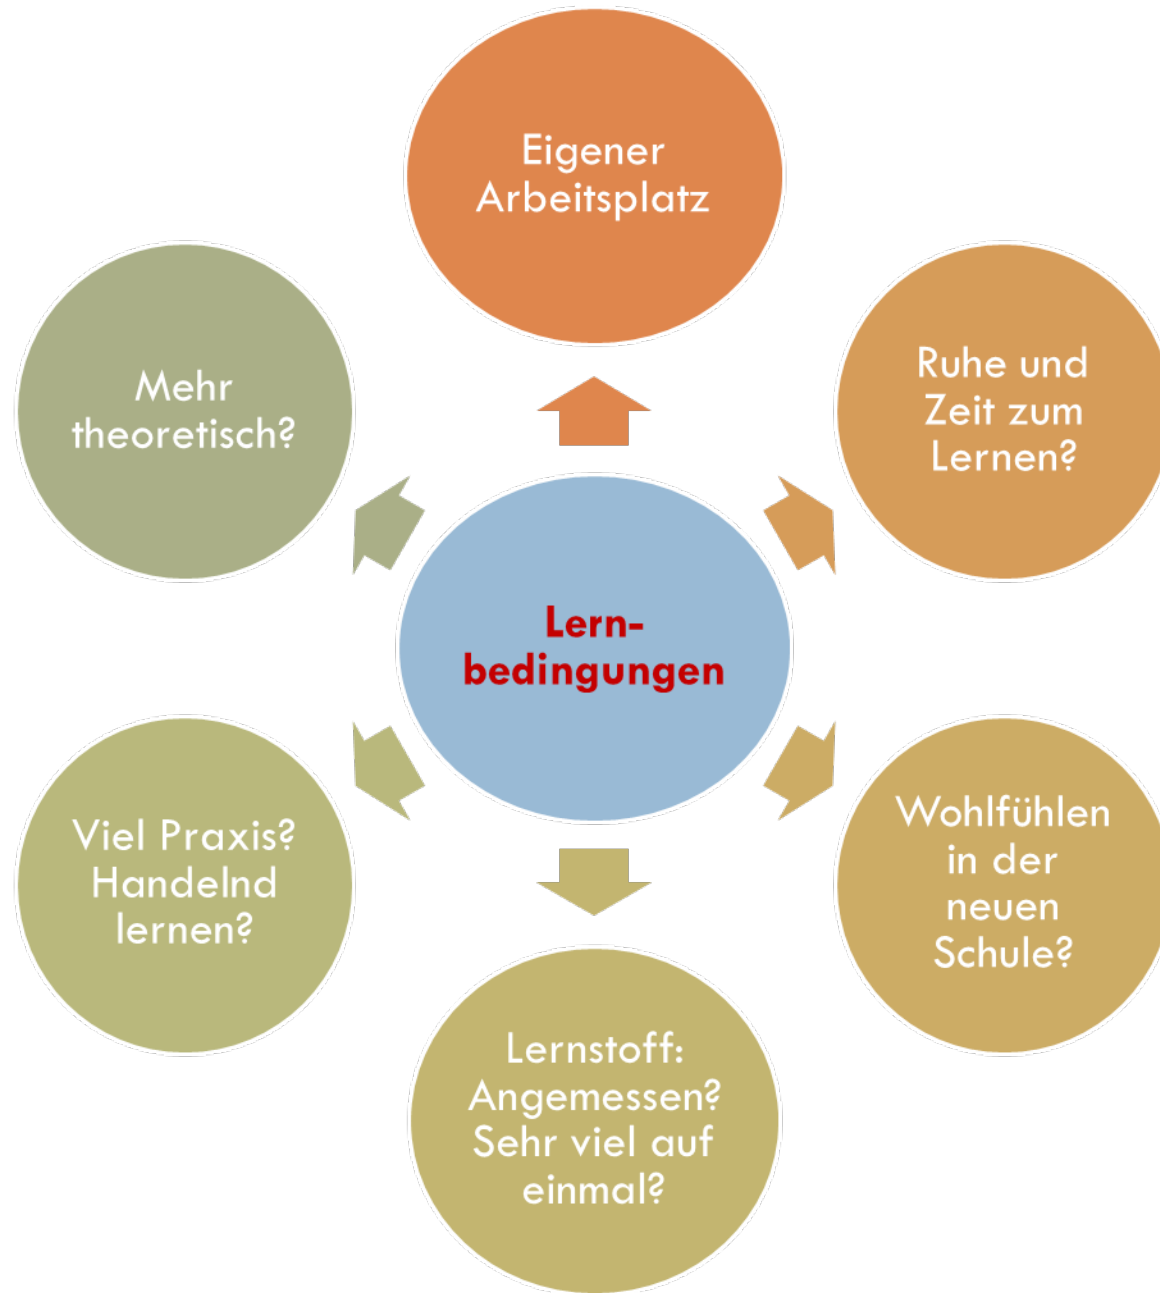 Eigener
Arbeitsplatz
Ruhe und
Zeit zum
Lernen?
Wohlfühlen
in der
neuen
Schule?
Lernstoff:
Angemessen?
Sehr viel auf
einmal?
Viel Praxis?
Handelnd
lernen?
Mehr
theoretisch?
Lern-
bedingungen